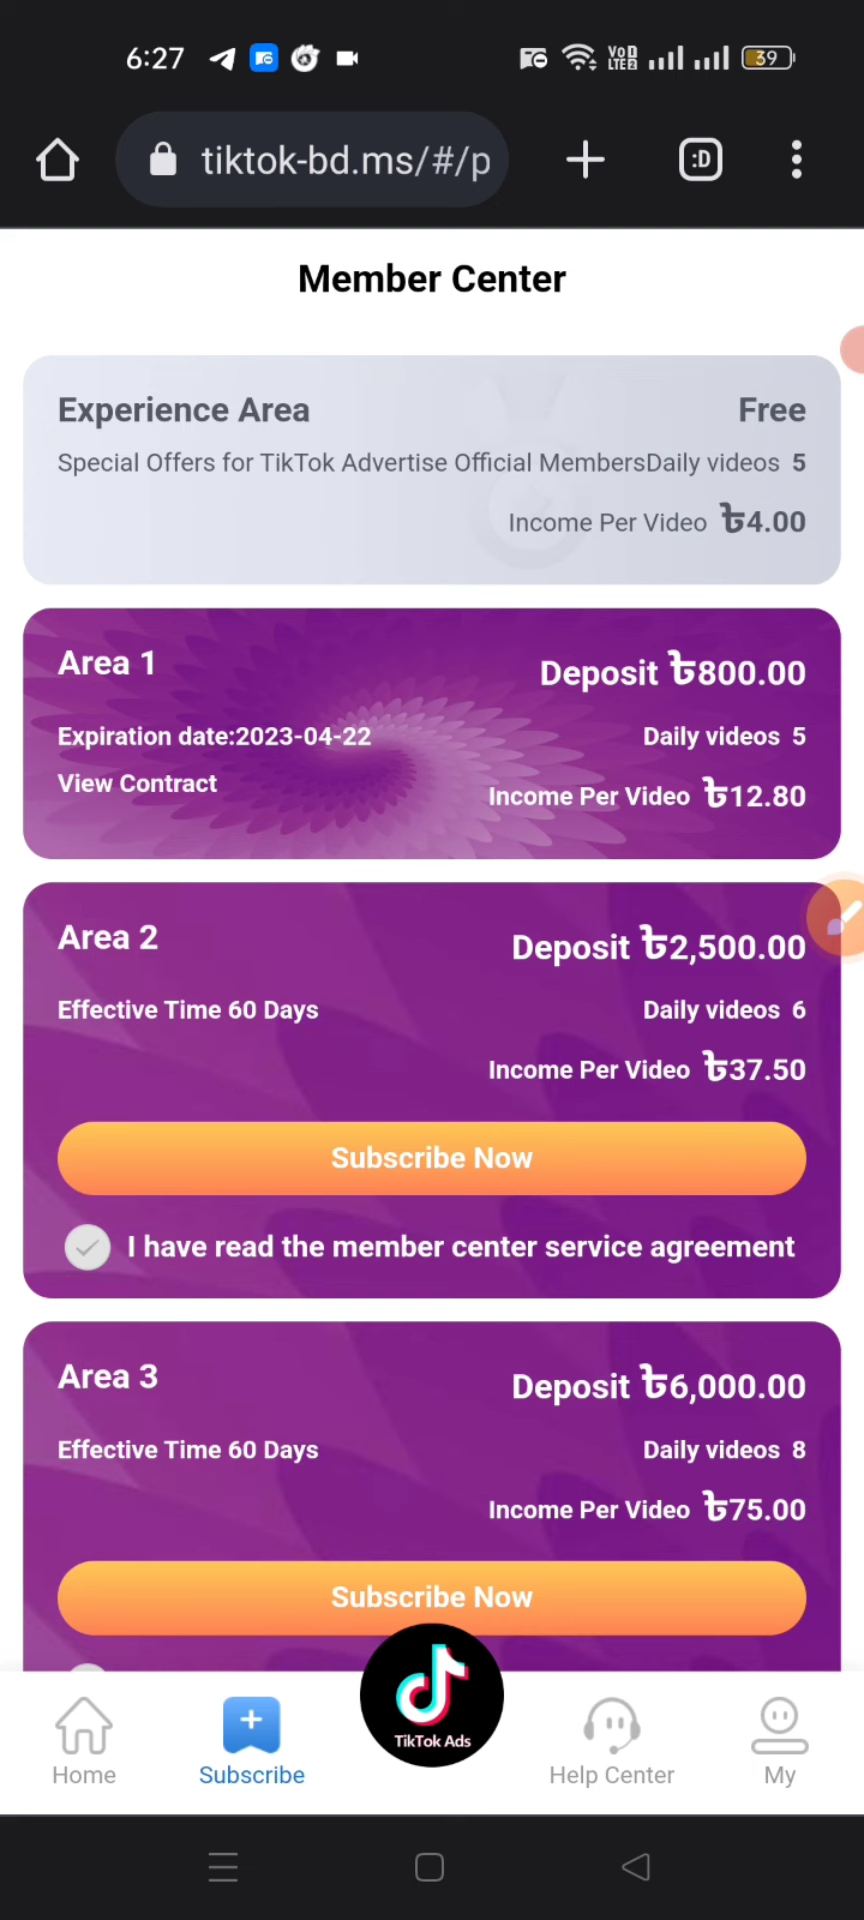 6:27
VoD LTE2
39
tiktok-bd.ms/#/p
:D
Member Center
Experience Area Free
Special Offers for TikTok Advertise Official MembersDaily videos 5
Income Per Video ৳4.00
Area 1 Deposit ৳800.00
Expiration date:2023-04-22 Daily videos 5
View Contract Income Per Video ৳12.80
Area 2 Deposit ৳2,500.00
Effective Time 60 Days Daily videos 6
Income Per Video ৳37.50
Subscribe Now
I have read the member center service agreement
Area 3 Deposit ৳6,000.00
Effective Time 60 Days Daily videos 8
Income Per Video ৳75.00
Subscribe Now
TikTok Ads
Home Subscribe Help Center My